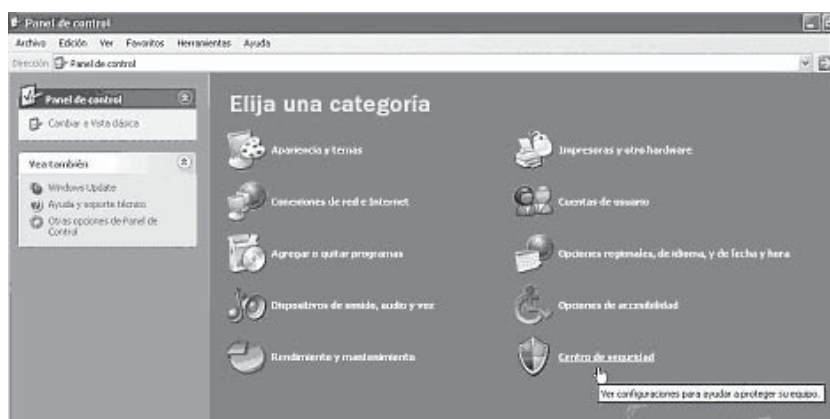 Panel de control
Archivo Edición Ver Favoritos Herramientas Ayuda
Dirección Panel de control
Panel de control
Cambiar a Vista clásica
Vea también
Windows Update
Ayuda y soporte técnico
Otras opciones de Panel de
Control
Elija una categoría
Apariencia y temas
Impresoras y otro hardware
Conexiones de red e Internet
Cuentas de usuario
Agregar o quitar programas
Opciones regionales, de idioma, y de fecha y hora
Dispositivos de sonido, audio y voz
Opciones de accesibilidad
Rendimiento y mantenimiento
Centro de seguridad
Ver configuraciones para ayudar a proteger su equipo.